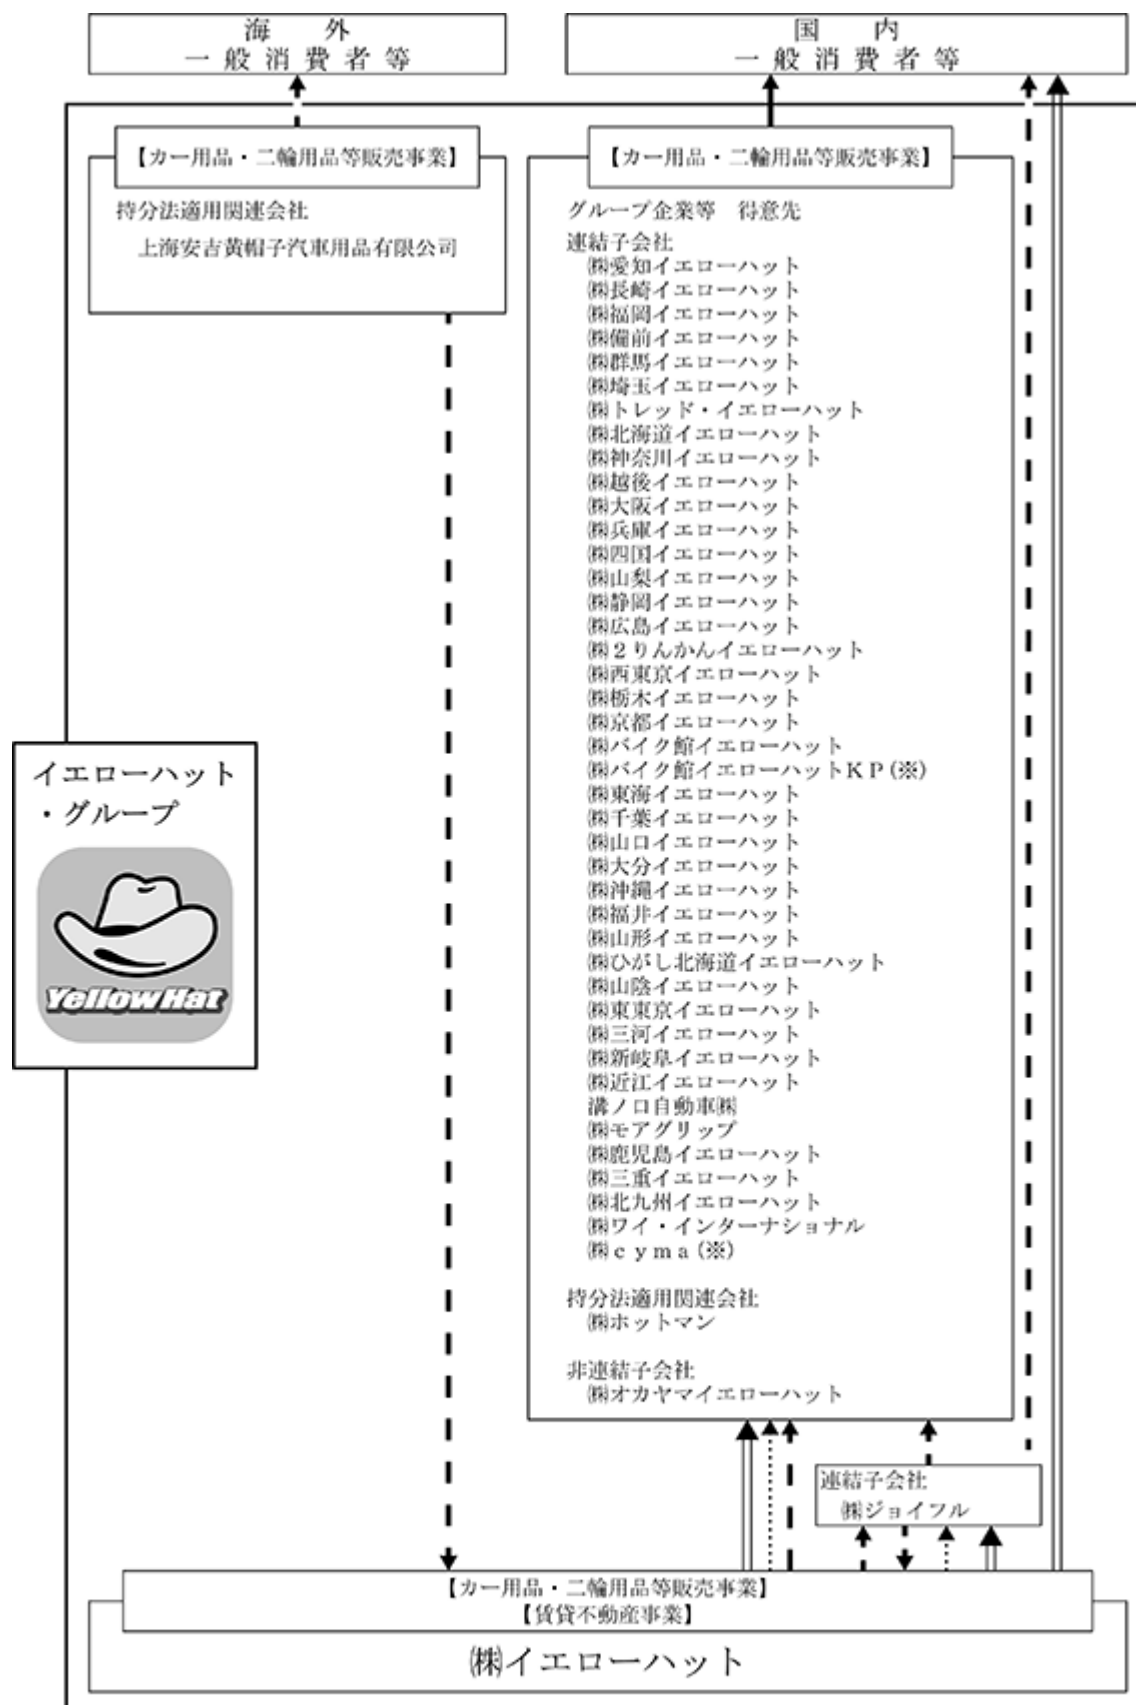 海　外
一般消費者等
国　内
一般消費者等
【カー用品・二輪用品等販売事業】
持分法適用関連会社
上海安吉黄帽子汽車用品有限公司
【カー用品・二輪用品等販売事業】
グループ企業等　得意先
連結子会社
㈱愛知イエローハット
㈱長崎イエローハット
㈱福岡イエローハット
㈱備前イエローハット
㈱群馬イエローハット
㈱埼玉イエローハット
㈱トレッド・イエローハット
㈱北海道イエローハット
㈱神奈川イエローハット
㈱越後イエローハット
㈱大阪イエローハット
㈱兵庫イエローハット
㈱四国イエローハット
㈱山梨イエローハット
㈱静岡イエローハット
㈱広島イエローハット
㈱２りんかんイエローハット
㈱西東京イエローハット
㈱栃木イエローハット
㈱京都イエローハット
㈱バイク館イエローハット
㈱バイク館イエローハットＫＰ(※)
㈱東海イエローハット
㈱千葉イエローハット
㈱山口イエローハット
㈱大分イエローハット
㈱沖縄イエローハット
㈱福井イエローハット
㈱山形イエローハット
㈱ひがし北海道イエローハット
㈱山陰イエローハット
㈱東東京イエローハット
㈱三河イエローハット
㈱新岐阜イエローハット
㈱近江イエローハット
溝ノ口自動車㈱
㈱モアグリップ
㈱鹿児島イエローハット
㈱三重イエローハット
㈱北九州イエローハット
㈱ワイ・インターナショナル
㈱ｃｙｍａ(※)
持分法適用関連会社
㈱ホットマン
非連結子会社
㈱オカヤマイエローハット
イエローハット
・グループ
YellowHat
連結子会社
㈱ジョイフル
【カー用品・二輪用品等販売事業】
【賃貸不動産事業】
㈱イエローハット